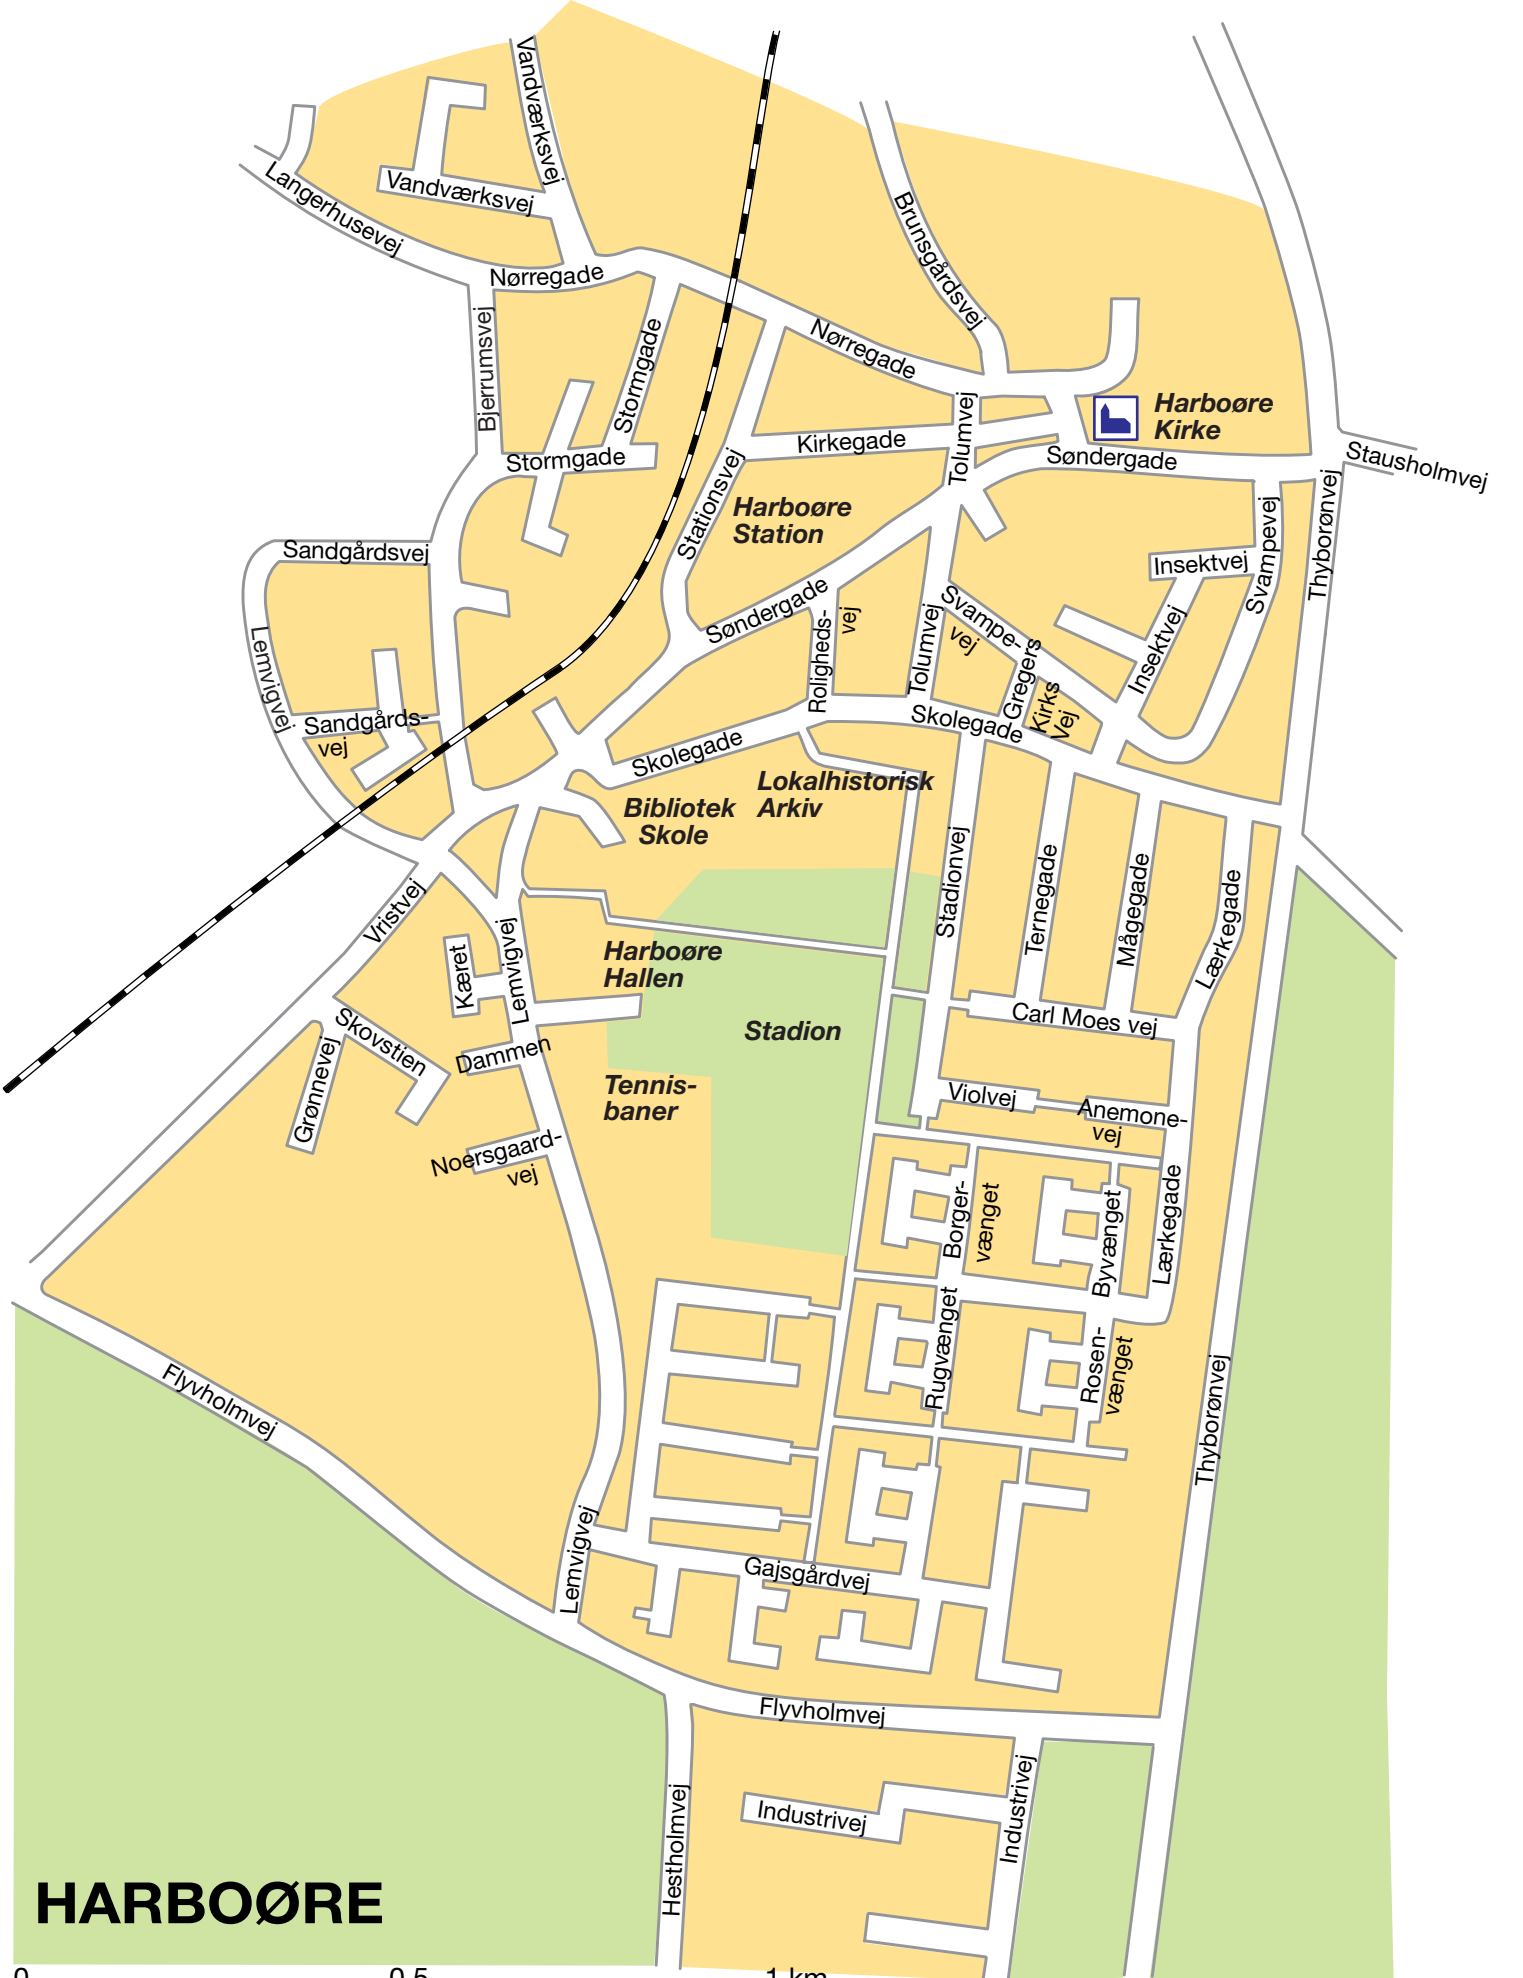 Vandværksvej
Vandværksvej
Langerhusevej
Nørregade
Brunsgårdsvej
Bjerrumsvej
Stormgade
Nørregade
Stormgade
Kirkegade
Tolumvej
Harboøre
Kirke
Søndergade
Stausholmvej
Stationsvej
Harboøre
Station
Thyborønvej
Svampevej
Insektvej
Sandgårdsvej
Lemvigvej
Søndergade
Roligheds-
vej
Tolumvej
Svampe-
vej
Gregers
Kirks
Vej
Insektvej
Sandgårds-
vej
Skolegade
Skolegade
Lokalhistorisk
Arkiv
Bibliotek
Skole
Vristvej
Stadionvej
Ternegade
Mågegade
Lærkegade
Kæret
Lemvigvej
Harboøre
Hallen
Carl Moes vej
Stadion
Skovstien
Grønnevej
Dammen
Tennis-
baner
Violvej
Anemone-
vej
Noersgaard-
vej
Borger-
vænget
Byvænget
Lærkegade
Rugvænget
Rosen-
vænget
Thyborønvej
Flyvholmvej
Lemvigvej
Gajsgårdvej
Flyvholmvej
Hestholmvej
Industrivej
Industrivej
HARBOØRE
0 0,5 1 km